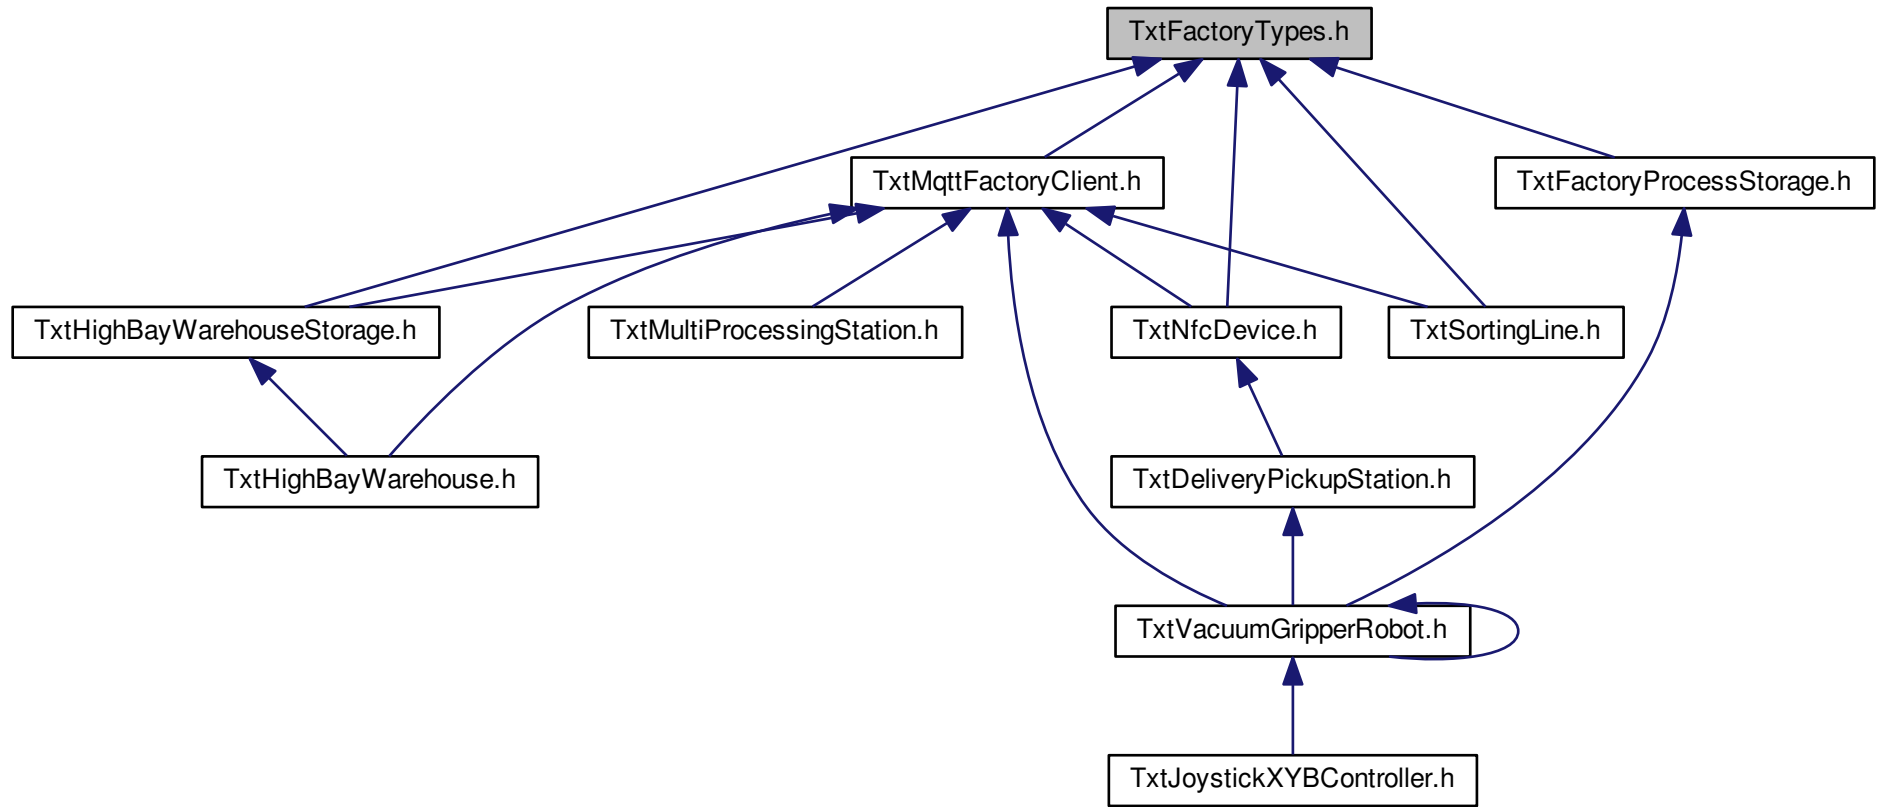 TxtFactoryTypes.h
TxtMqttFactoryClient.h
TxtFactoryProcessStorage.h
TxtHighBayWarehouseStorage.h
TxtMultiProcessingStation.h
TxtNfcDevice.h
TxtSortingLine.h
TxtHighBayWarehouse.h
TxtDeliveryPickupStation.h
TxtVacuumGripperRobot.h
TxtJoystickXYBController.h